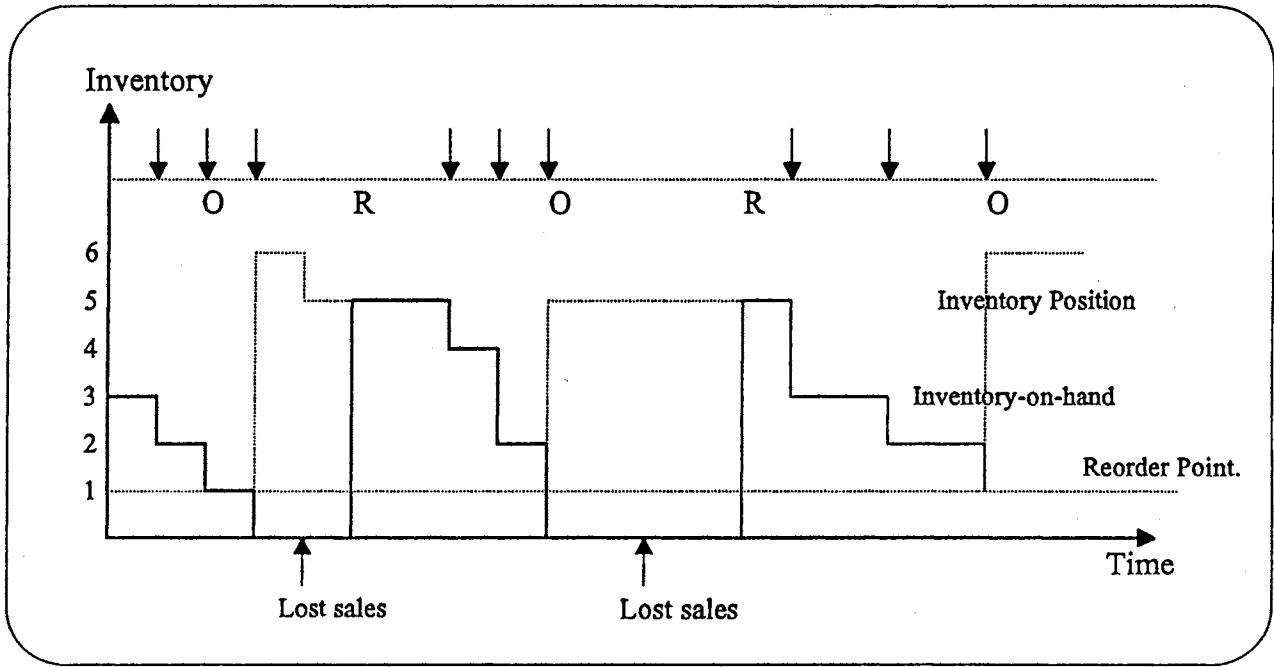 Inventory
O R O R O
6
5 Inventory Position
4
3 Inventory-on-hand
2
Reorder Point.
1
Time
Lost sales Lost sales